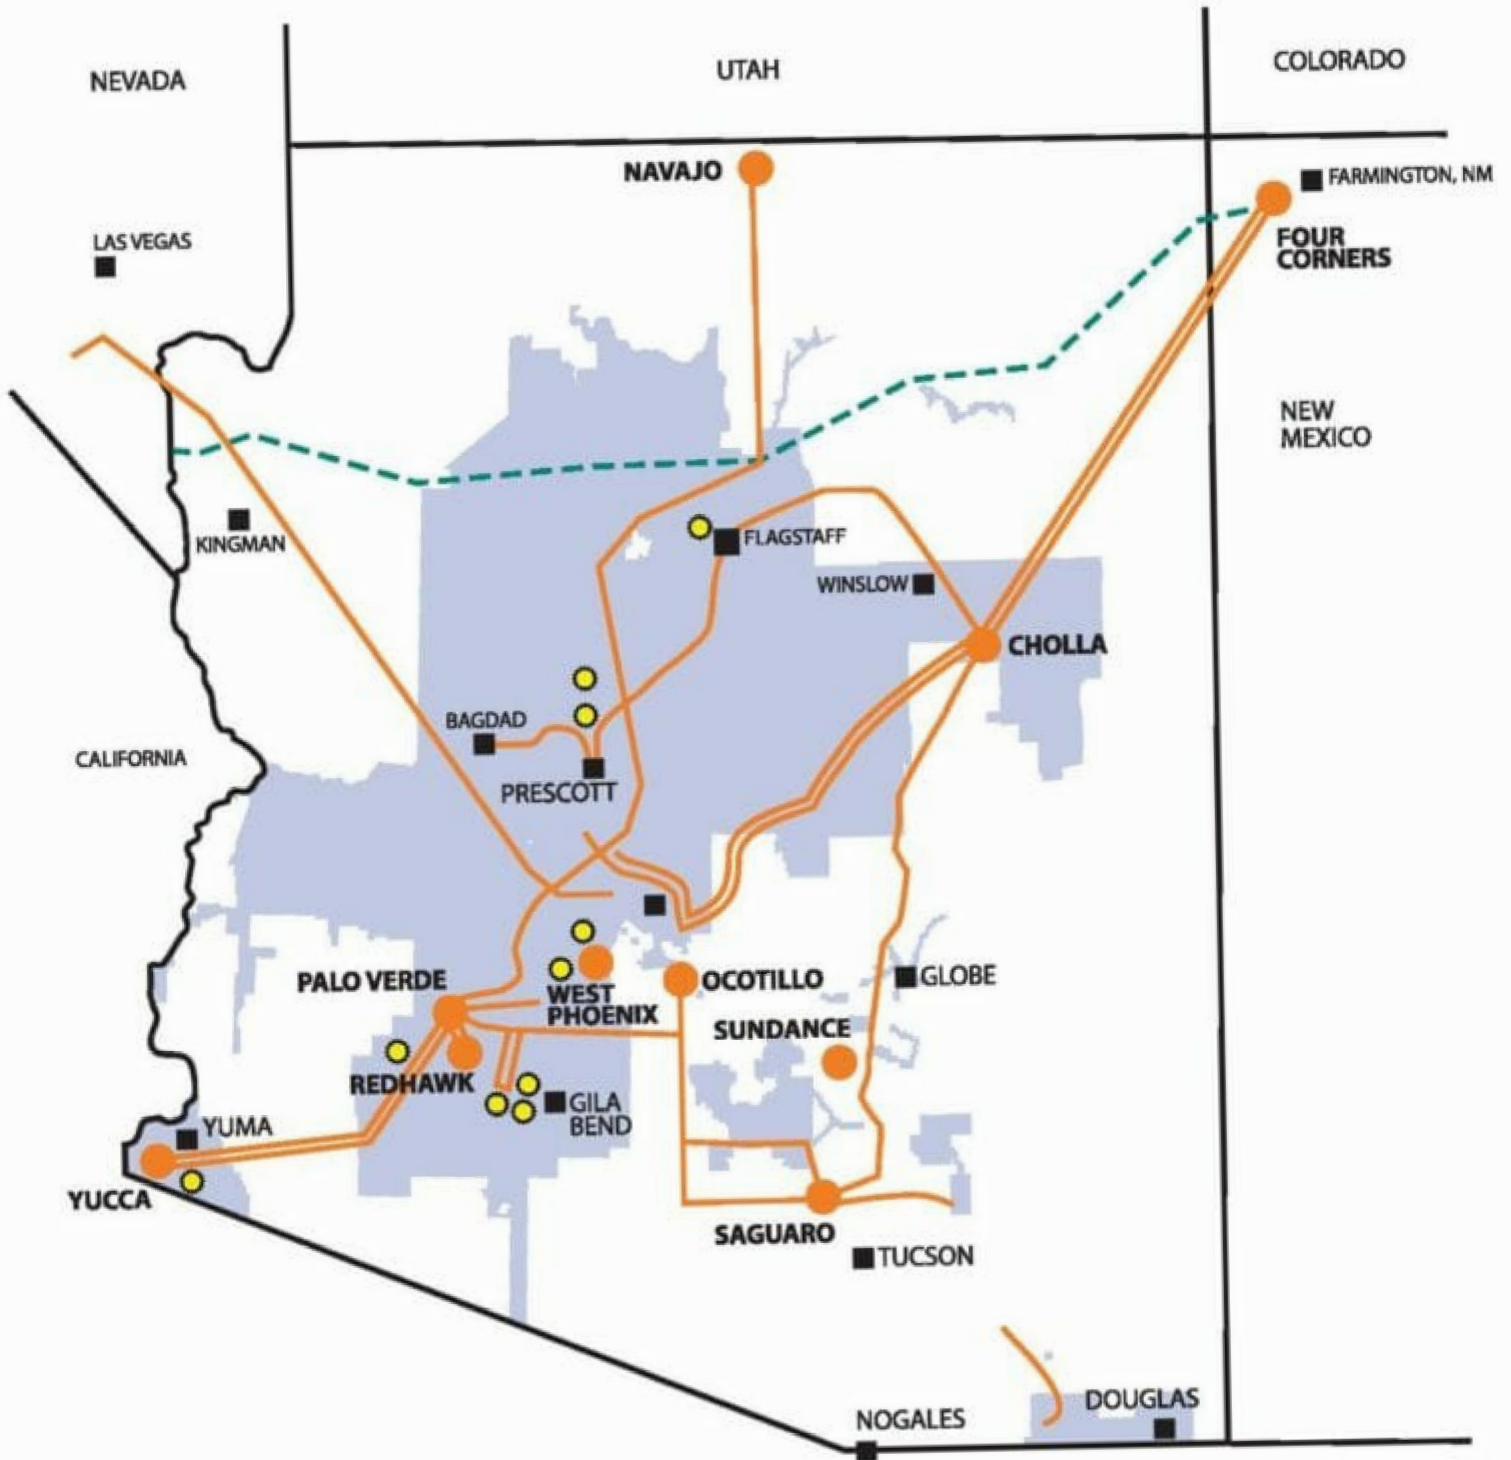 NEVADA
UTAH
COLORADO
NAVAJO
FARMINGTON, NM
LAS VEGAS
FOUR
CORNERS
NEW
MEXICO
KINGMAN
FLAGSTAFF
WINSLOW
CHOLLA
BAGDAD
CALIFORNIA
PRESCOTT
PALO VERDE
WEST
PHOENIX
OCOTILLO
GLOBE
SUNDANCE
REDHAWK
GILA
BEND
YUMA
YUCCA
SAGUARO
TUCSON
DOUGLAS
NOGALES